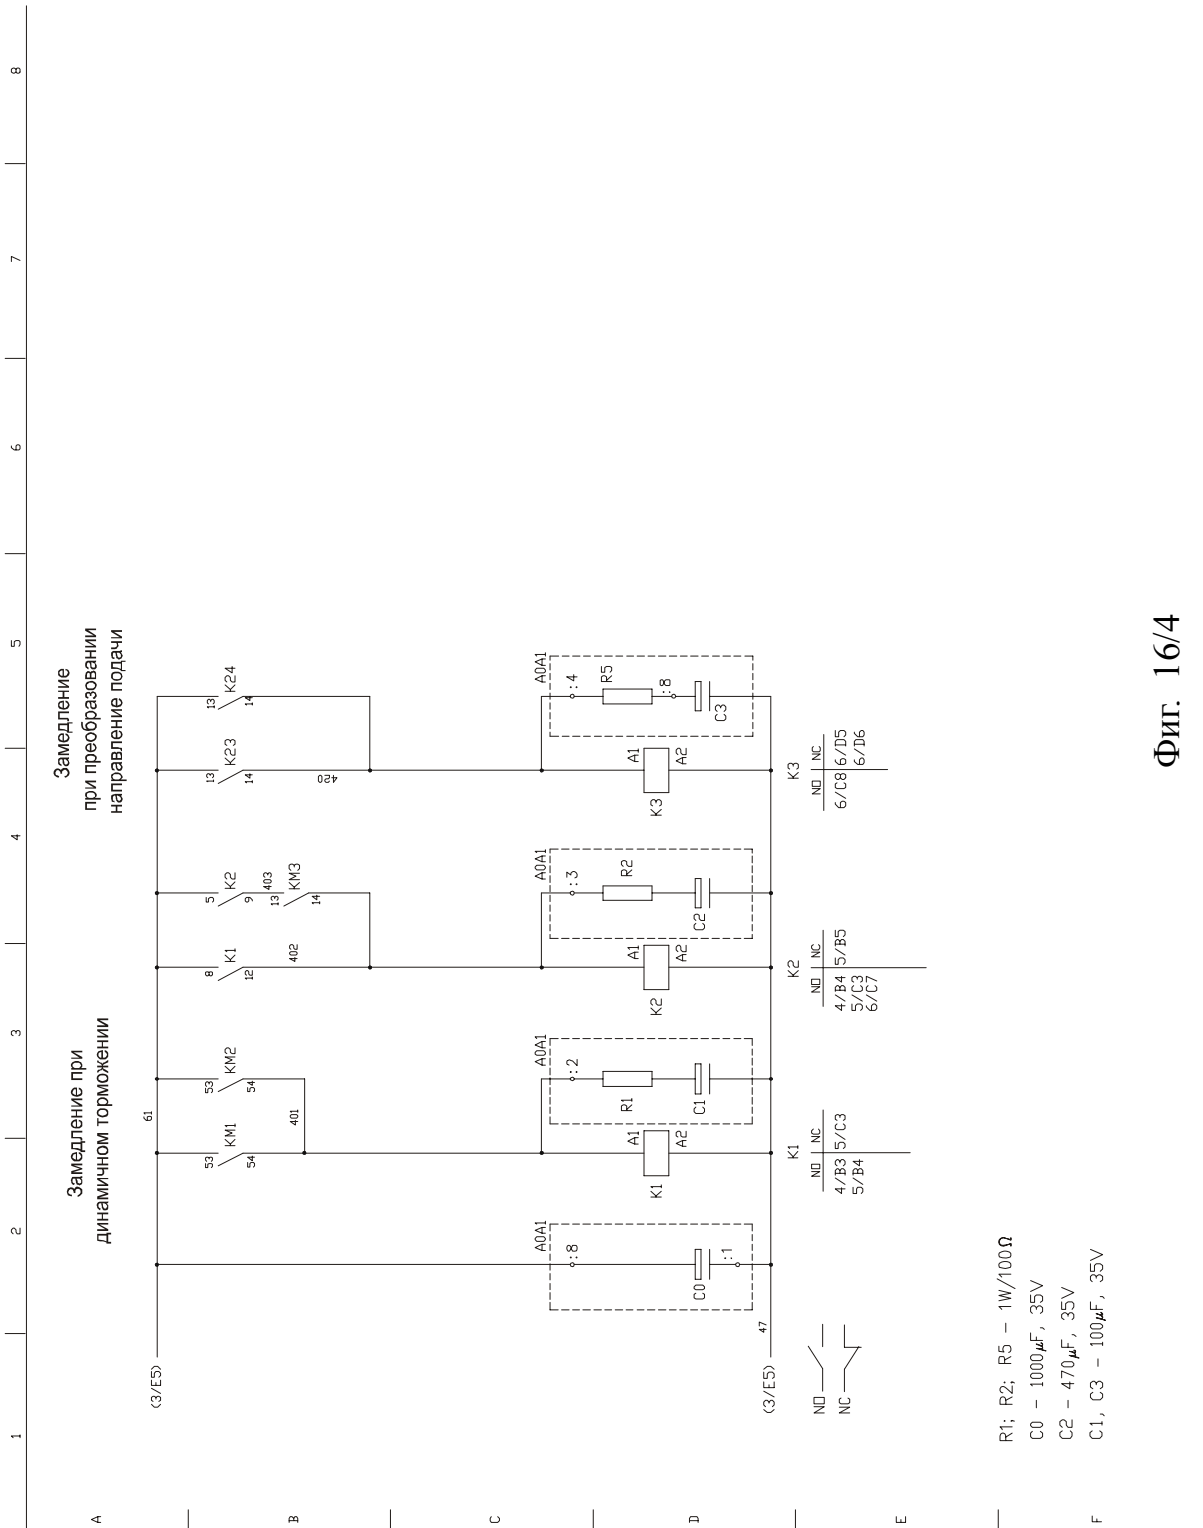 1
2
3
4
5
6
7
8
A
B
C
D
E
F
Замедление при
динамичном торможении
Замедление
при преобразовании
направление подачи
(3/E5)
61
53
KM1
54
53
KM2
54
401
8
K1
12
402
5
K2
9
403
13
KM3
14
13
K23
14
420
13
K24
14
A0A1
:8
C0
:1
A1
K1
A2
A0A1
:2
R1
C1
A1
K2
A2
A0A1
:3
R2
C2
A1
K3
A2
A0A1
:4
R5
:8
C3
(3/E5)
47
NO
NC
K1
NO NC
4/B3 5/C3
5/B4
K2
NO NC
4/B4 5/B5
5/C3
6/C7
K3
NO NC
6/C8 6/D5
6/D6
R1; R2; R5 - 1W/100Ω
C0 - 1000µF, 35V
C2 - 470µF, 35V
C1, C3 - 100µF, 35V
Фиг. 16/4